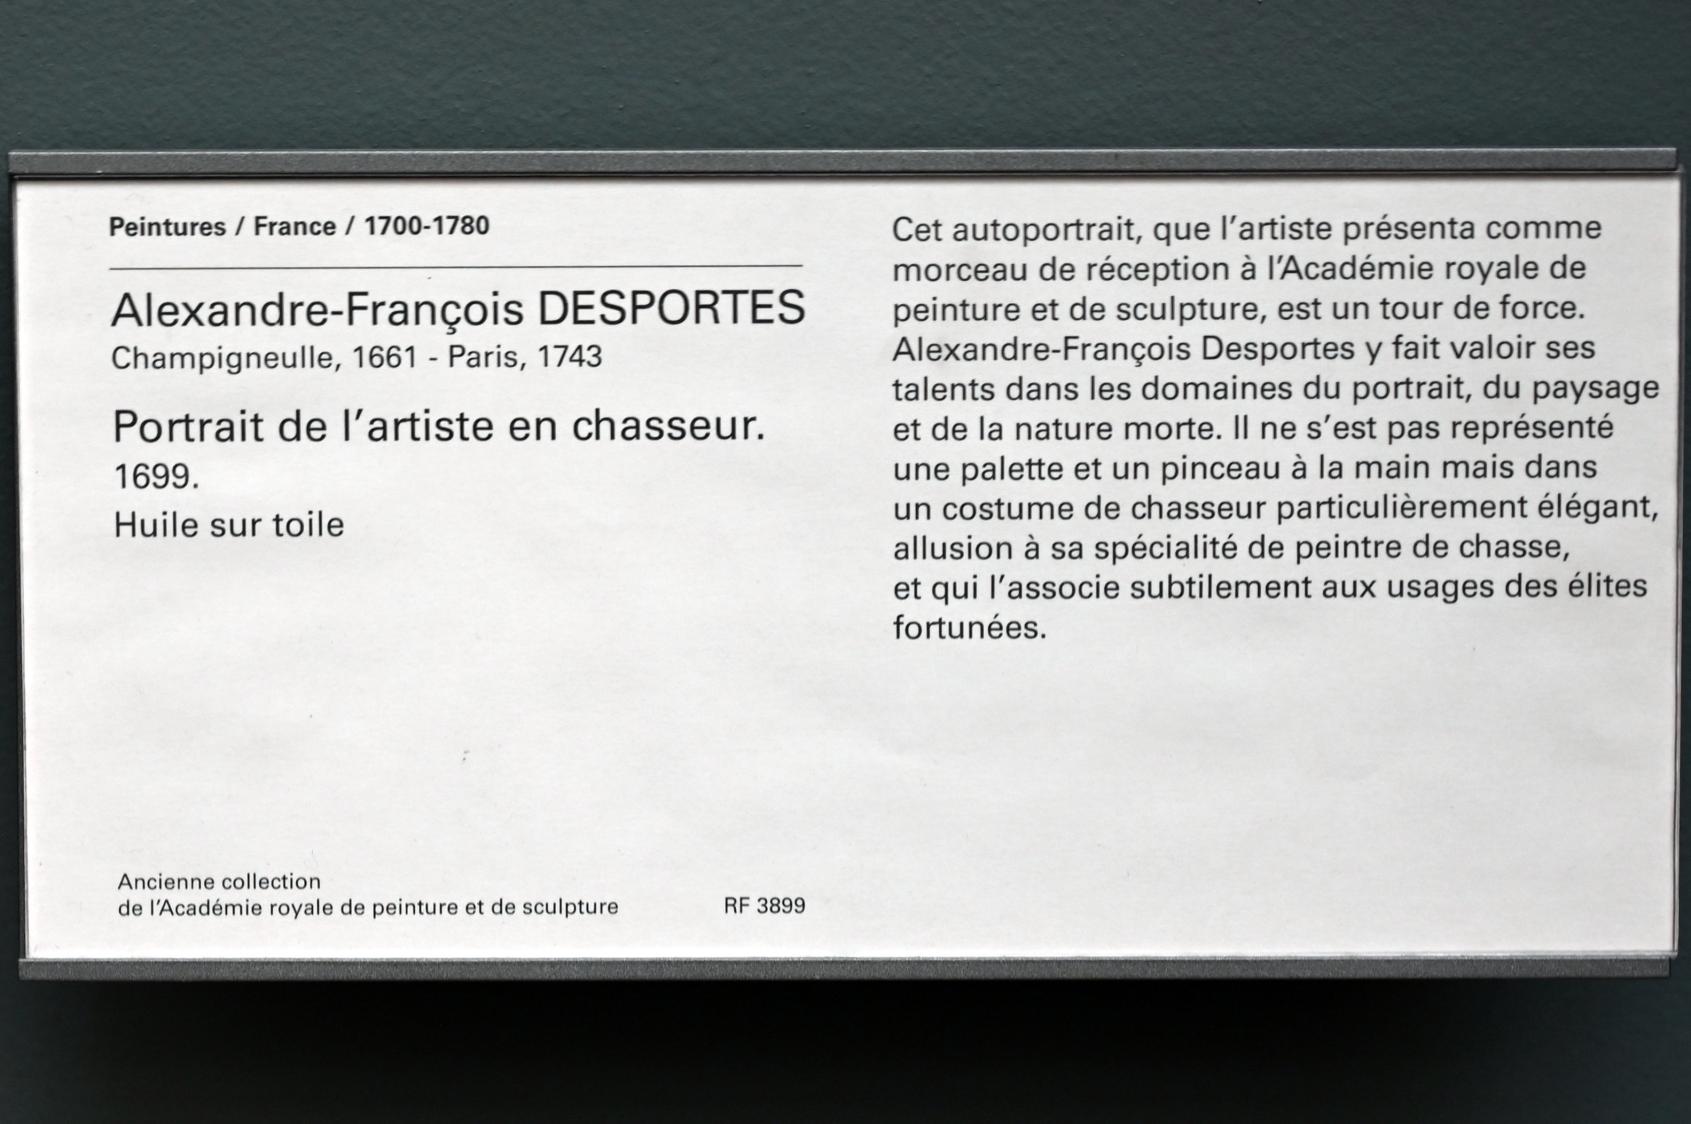 Peintures / France / 1700-1780
Alexandre-François DESPORTES
Champigneulle, 1661 - Paris, 1743
Portrait de l'artiste en chasseur.
1699.
Huile sur toile
Ancienne collection
de l'Académie royale de peinture et de sculpture RF 3899
Cet autoportrait, que l'artiste présenta comme
morceau de réception à l'Académie royale de
peinture et de sculpture, est un tour de force.
Alexandre-François Desportes y fait valoir ses
talents dans les domaines du portrait, du paysage
et de la nature morte. Il ne s'est pas représenté
une palette et un pinceau à la main mais dans
un costume de chasseur particulièrement élégant,
allusion à sa spécialité de peintre de chasse,
et qui l'associe subtilement aux usages des élites
fortunées.